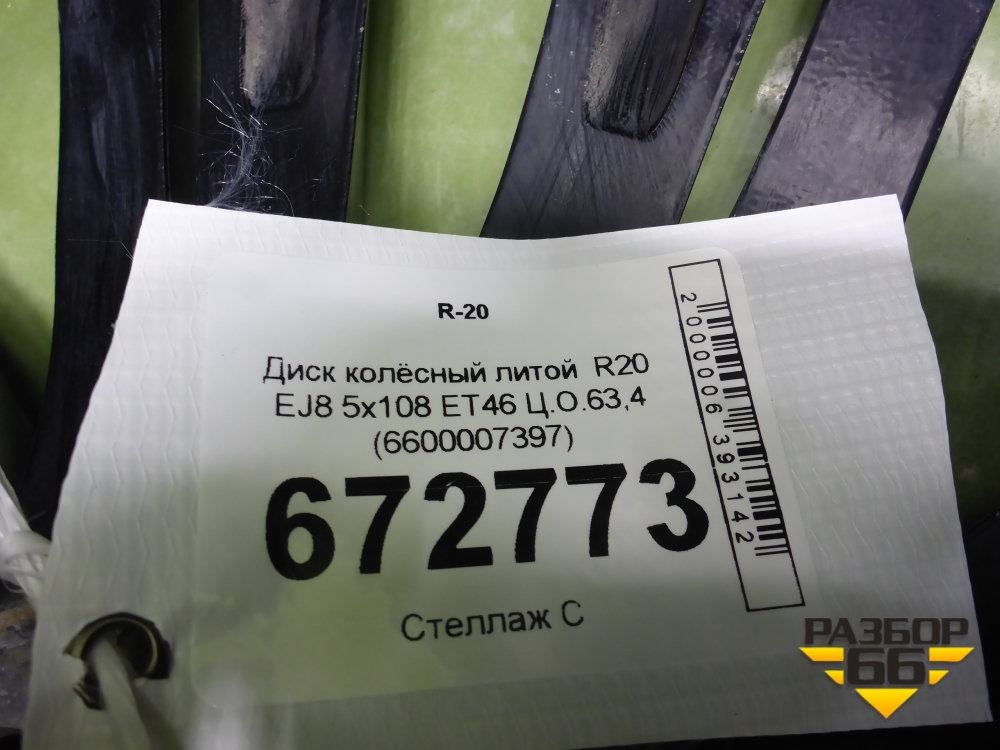 R-20
Диск колёсный литой R20
EJ8 5x108 ET46 Ц.О.63,4
(6600007397)
672773
Стеллаж С
2000006393142
РАЗБОР
66